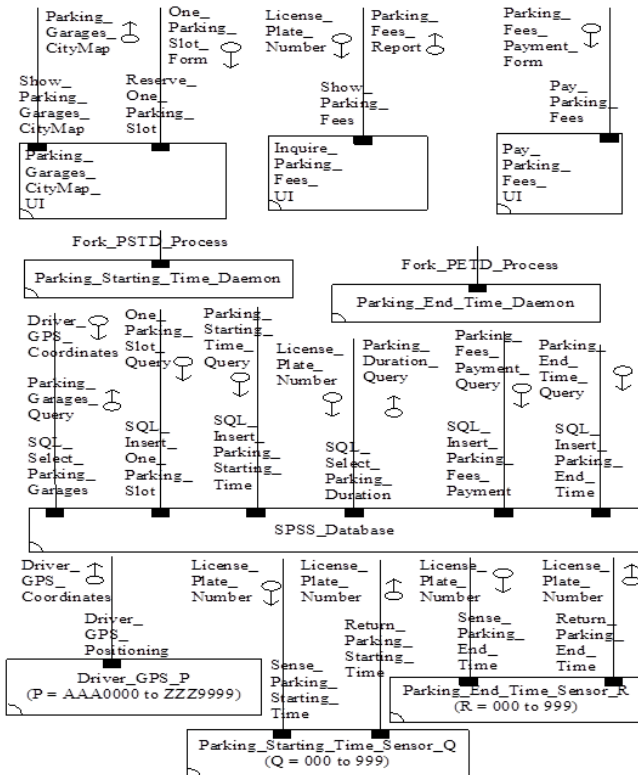 Parking_
Garages_
CityMap
One_
Parking_
Slot_
Form
License_
Plate_
Number
Parking_
Fees_
Report
Parking_
Fees_
Payment_
Form
Show_
Parking_
Garages_
CityMap
Reserve_
One_
Parking_
Slot
Show_
Parking_
Fees
Pay_
Parking_
Fees
Parking_
Garages_
CityMap_
UI
Inquire_
Parking_
Fees_
UI
Pay_
Parking_
Fees_
UI
Fork_PSTD_Process
Parking_Starting_Time_Daemon
Fork_PETD_Process
Parking_End_Time_Daemon
Driver_
GPS_
Coordinates
One_
Parking_
Slot_
Query
Parking_
Starting_
Time_
Query
License_
Plate_
Number
Parking_
Duration_
Query
Parking_
Fees_
Payment_
Query
Parking_
End_
Time_
Query
Parking_
Garages_
Query
SQL_
Select_
Parking_
Garages
SQL_
Insert_
One_
Parking_
Slot
SQL_
Insert_
Parking_
Starting_
Time
SQL_
Select_
Parking_
Duration
SQL_
Insert_
Parking_
Fees_
Payment
SQL_
Insert_
Parking_
End_
Time
SPSS_Database
Driver_
GPS_
Coordinates
License_
Plate_
Number
License_
Plate_
Number
License_
Plate_
Number
License_
Plate_
Number
Driver_
GPS_
Positioning
Sense_
Parking_
Starting_
Time
Return_
Parking_
Starting_
Time
Sense_
Parking_
End_
Time
Return_
Parking_
End_
Time
Driver_GPS_P
(P = AAA0000 to ZZZ9999)
Parking_End_Time_Sensor_R
(R = 000 to 999)
Parking_Starting_Time_Sensor_Q
(Q = 000 to 999)